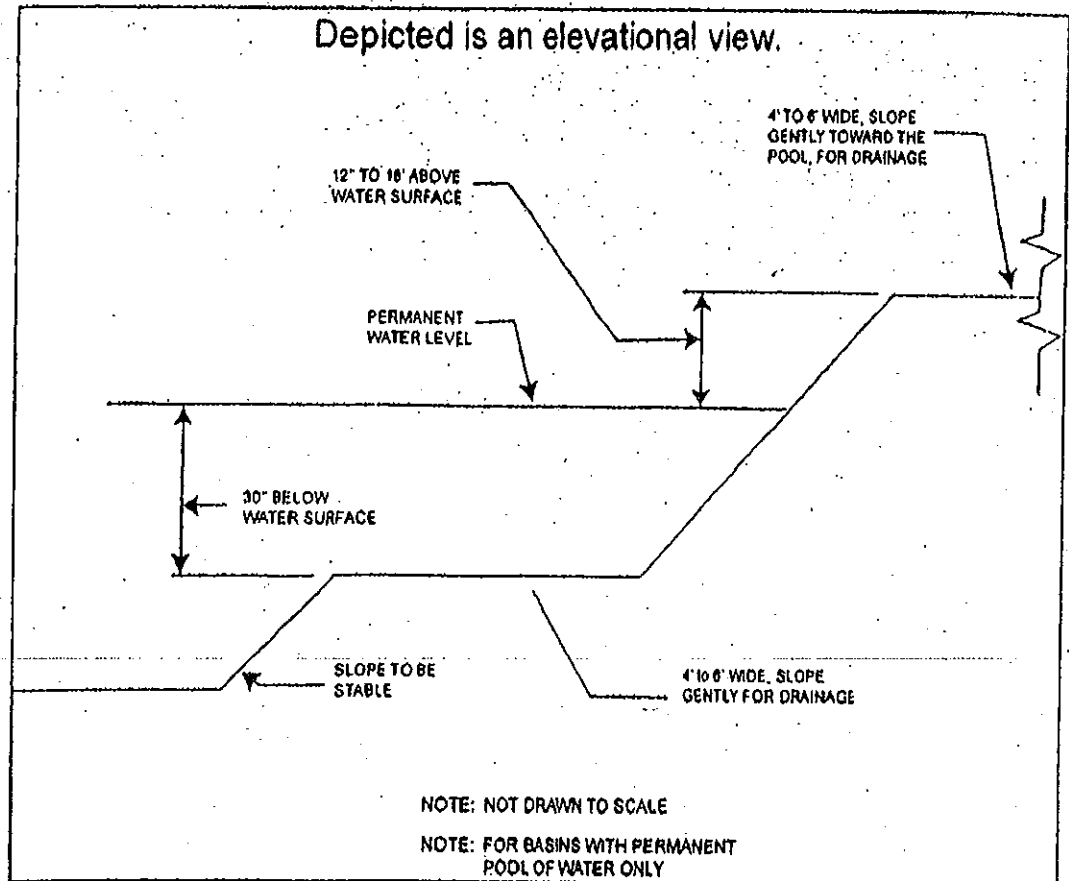 Depicted is an elevational view.
4' TO 6' WIDE, SLOPE
GENTLY TOWARD THE
POOL, FOR DRAINAGE
12" TO 18' ABOVE
WATER SURFACE
PERMANENT
WATER LEVEL
30" BELOW
WATER SURFACE
SLOPE TO BE
STABLE
4' to 6' WIDE, SLOPE
GENTLY FOR DRAINAGE
NOTE: NOT DRAWN TO SCALE
NOTE: FOR BASINS WITH PERMANENT
POOL OF WATER ONLY